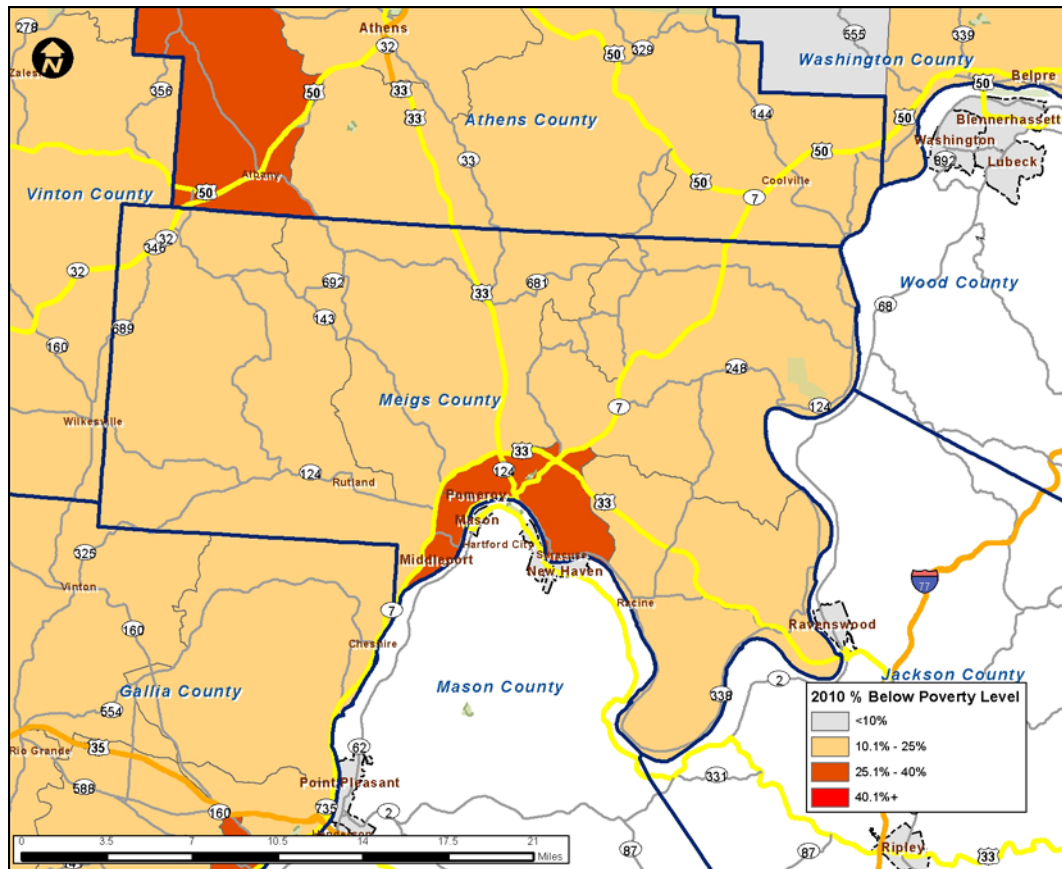 278
Athens
32
329
555
339
Washington County
Zales
356
50
33
50
50
Belpre
33
Athens County
144
50
50
Blennerhassett
Washington
33
892
Lubeck
Albany
Vinton County
50
50
Coolville
7
32
346
32
692
681
33
Wood County
68
689
143
160
248
Meigs County
7
124
Wilkesville
33
124
124
Rutland
Pomeroy
33
Mason
Hartford City
325
Middleport
Syracuse
New Haven
77
Vinton
7
Racine
160
Ravenswood
Cheshire
2
Jackson County
Gallia County
Mason County
338
2010 % Below Poverty Level
<10%
554
10.1% - 25%
Rio Grande
35
62
25.1% - 40%
331
588
Point Pleasant
40.1%+
160
735
2
Henderson
87
87
Ripley
33
0 3.5 7 10.5 14 17.5 21
Miles
N